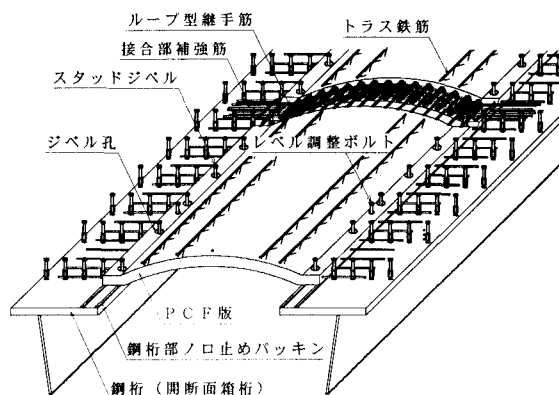 ループ型継手筋
トラス鉄筋
接合部補強筋
スタッドジベル
ジベル孔
レベル調整ボルト
PCF版
鋼桁部ノロ止めパッキン
鋼桁(開断面箱桁)